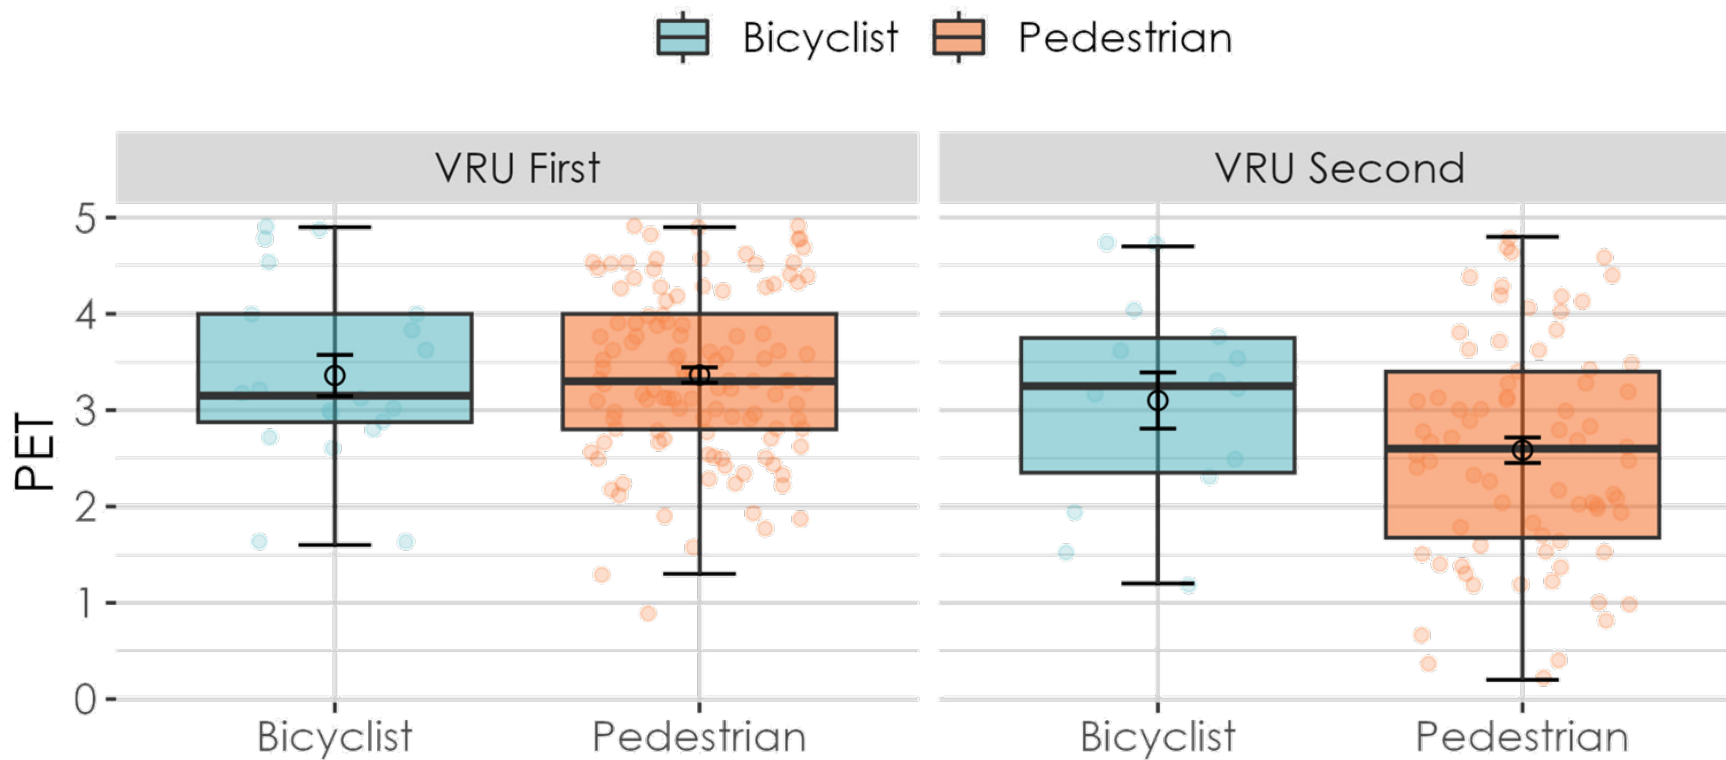 Bicyclist Pedestrian
VRU First VRU Second
PET
5
4
3
2
1
0
Bicyclist Pedestrian Bicyclist Pedestrian